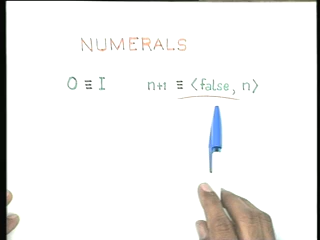 NUMERALS
0 ≡ I n+1 ≡ ⟨false, n⟩